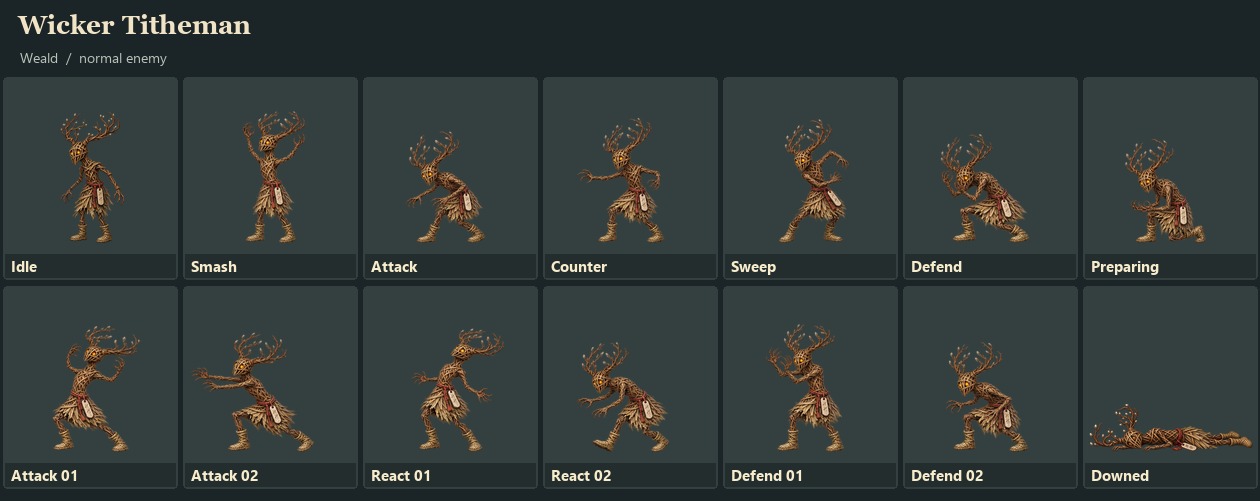 Wicker Titheman
Weald / normal enemy
Idle
Smash
Attack
Counter
Sweep
Defend
Preparing
Attack 01
Attack 02
React 01
React 02
Defend 01
Defend 02
Downed